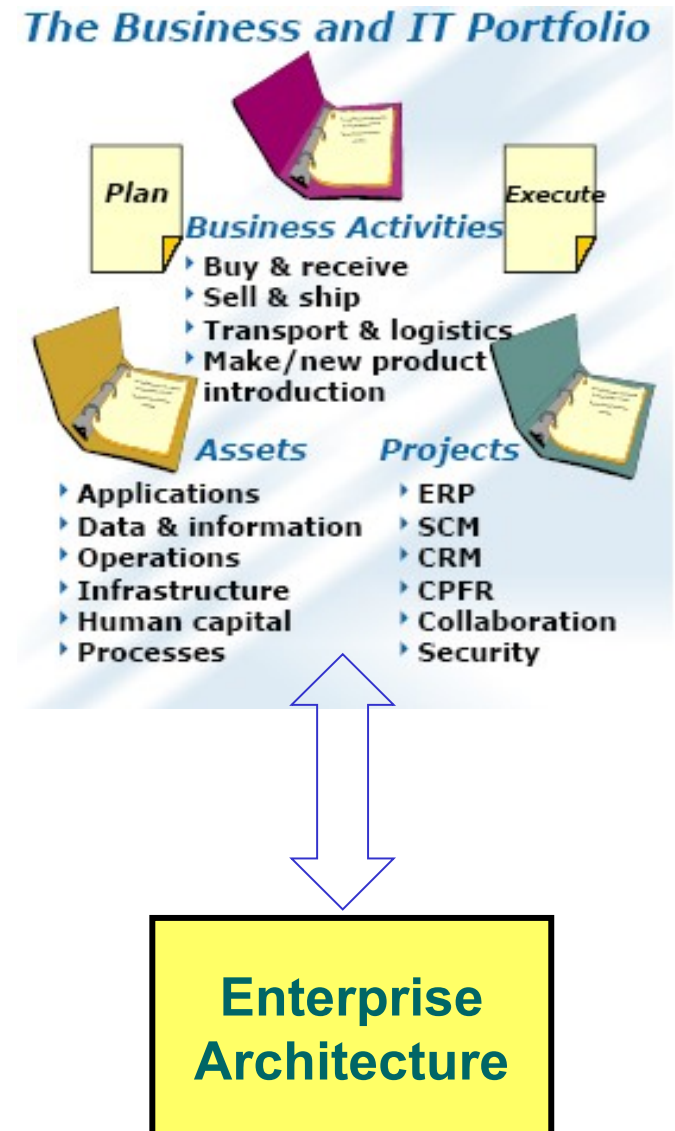 The Business and IT Portfolio
Plan
Execute
Business Activities
Buy & receive
Sell & ship
Transport & logistics
Make/new product
introduction
Assets
Applications
Data & information
Operations
Infrastructure
Human capital
Processes
Projects
ERP
SCM
CRM
CPFR
Collaboration
Security
Enterprise
Architecture